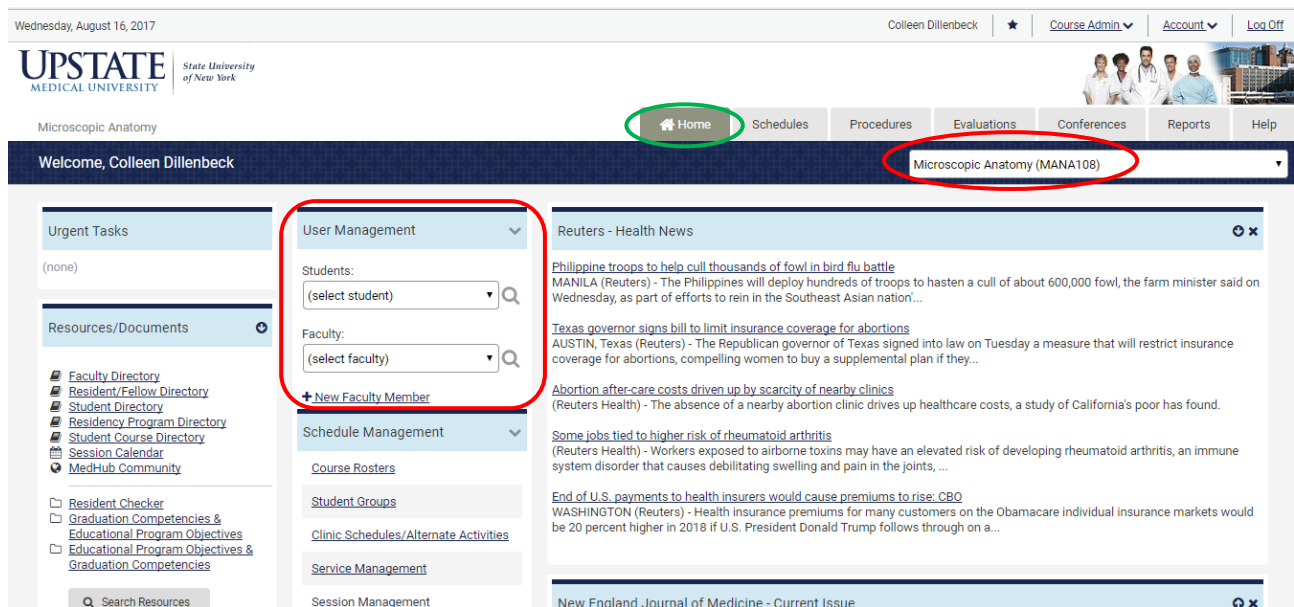 Wednesday, August 16, 2017
Colleen Dillenbeck
Course Admin
Account
Log Off
UPSTATE
MEDICAL UNIVERSITY
State University
of New York
Microscopic Anatomy
Home
Schedules
Procedures
Evaluations
Conferences
Reports
Help
Welcome, Colleen Dillenbeck
Microscopic Anatomy (MANA108)
Urgent Tasks
(none)
Resources/Documents
Faculty Directory
Resident/Fellow Directory
Student Directory
Residency Program Directory
Student Course Directory
Session Calendar
MedHub Community
Resident Checker
Graduation Competencies &
Educational Program Objectives
Educational Program Objectives &
Graduation Competencies
Search Resources
User Management
Students:
(select student)
Faculty:
(select faculty)
+ New Faculty Member
Schedule Management
Course Rosters
Student Groups
Clinic Schedules/Alternate Activities
Service Management
Session Management
Reuters - Health News
Philippine troops to help cull thousands of fowl in bird flu battle
MANILA (Reuters) - The Philippines will deploy hundreds of troops to hasten a cull of about 600,000 fowl, the farm minister said on
Wednesday, as part of efforts to rein in the Southeast Asian nation'...
Texas governor signs bill to limit insurance coverage for abortions
AUSTIN, Texas (Reuters) - The Republican governor of Texas signed into law on Tuesday a measure that will restrict insurance
coverage for abortions, compelling women to buy a supplemental plan if they...
Abortion after-care costs driven up by scarcity of nearby clinics
(Reuters Health) - The absence of a nearby abortion clinic drives up healthcare costs, a study of California's poor has found.
Some jobs tied to higher risk of rheumatoid arthritis
(Reuters Health) - Workers exposed to airborne toxins may have an elevated risk of developing rheumatoid arthritis, an immune
system disorder that causes debilitating swelling and pain in the joints, ...
End of U.S. payments to health insurers would cause premiums to rise: CBO
WASHINGTON (Reuters) - Health insurance premiums for many customers on the Obamacare individual insurance markets would
be 20 percent higher in 2018 if U.S. President Donald Trump follows through on a...
New England Journal of Medicine - Current Issue